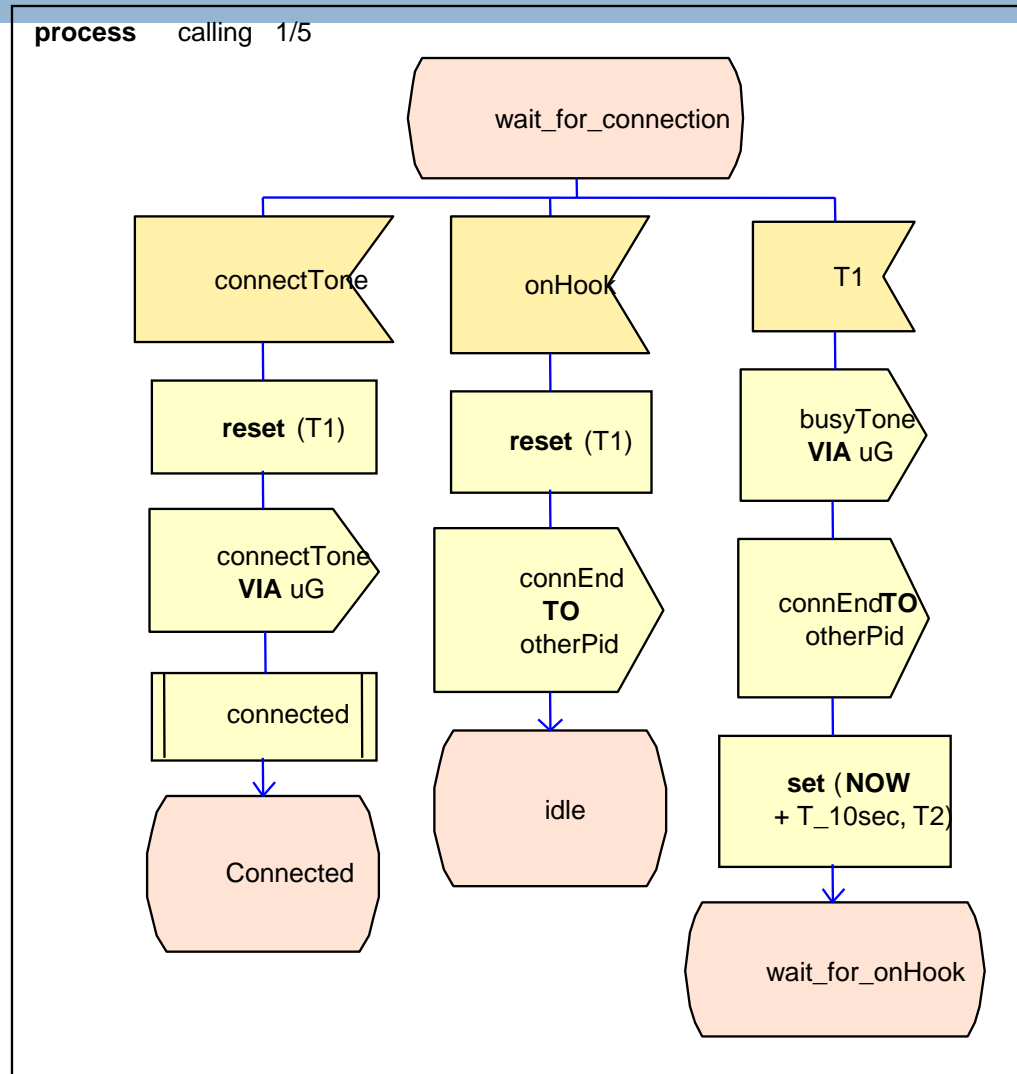 process calling 1/5
wait_for_connection
connectTone
reset (T1)
connectTone
VIA uG
connected
Connected
onHook
reset (T1)
connEnd
TO
otherPid
idle
T1
busyTone
VIA uG
connEndTO
otherPid
set (NOW
+ T_10sec, T2)
wait_for_onHook